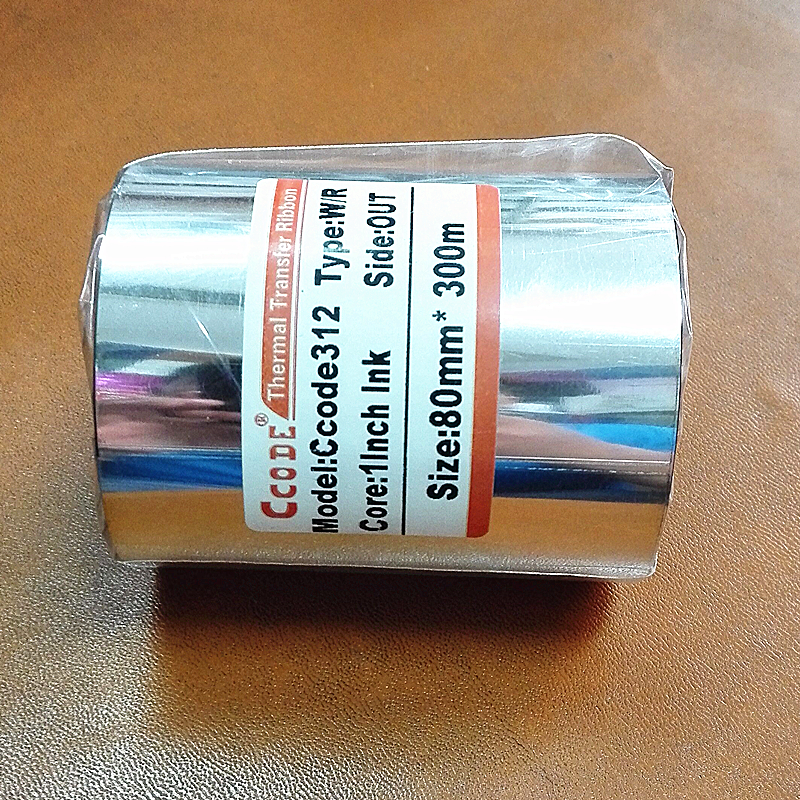 CCODE® Thermal Transfer Ribbon
Model:Ccode312 Type:W/R
Core:1Inch Ink Side:OUT
Size:80mm* 300m